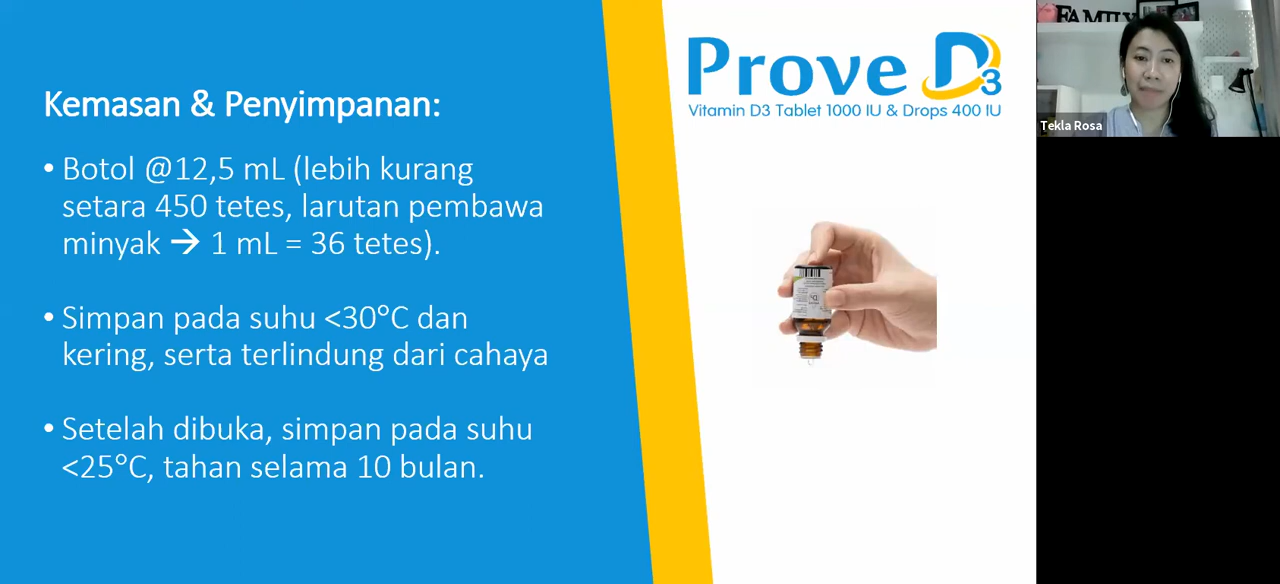 Kemasan & Penyimpanan:
• Botol @12,5 mL (lebih kurang
setara 450 tetes, larutan pembawa
minyak → 1 mL = 36 tetes).
• Simpan pada suhu <30°C dan
kering, serta terlindung dari cahaya
• Setelah dibuka, simpan pada suhu
<25°C, tahan selama 10 bulan.
Prove D3
Vitamin D3 Tablet 1000 IU & Drops 400 IU
FAMILY
Tekla Rosa